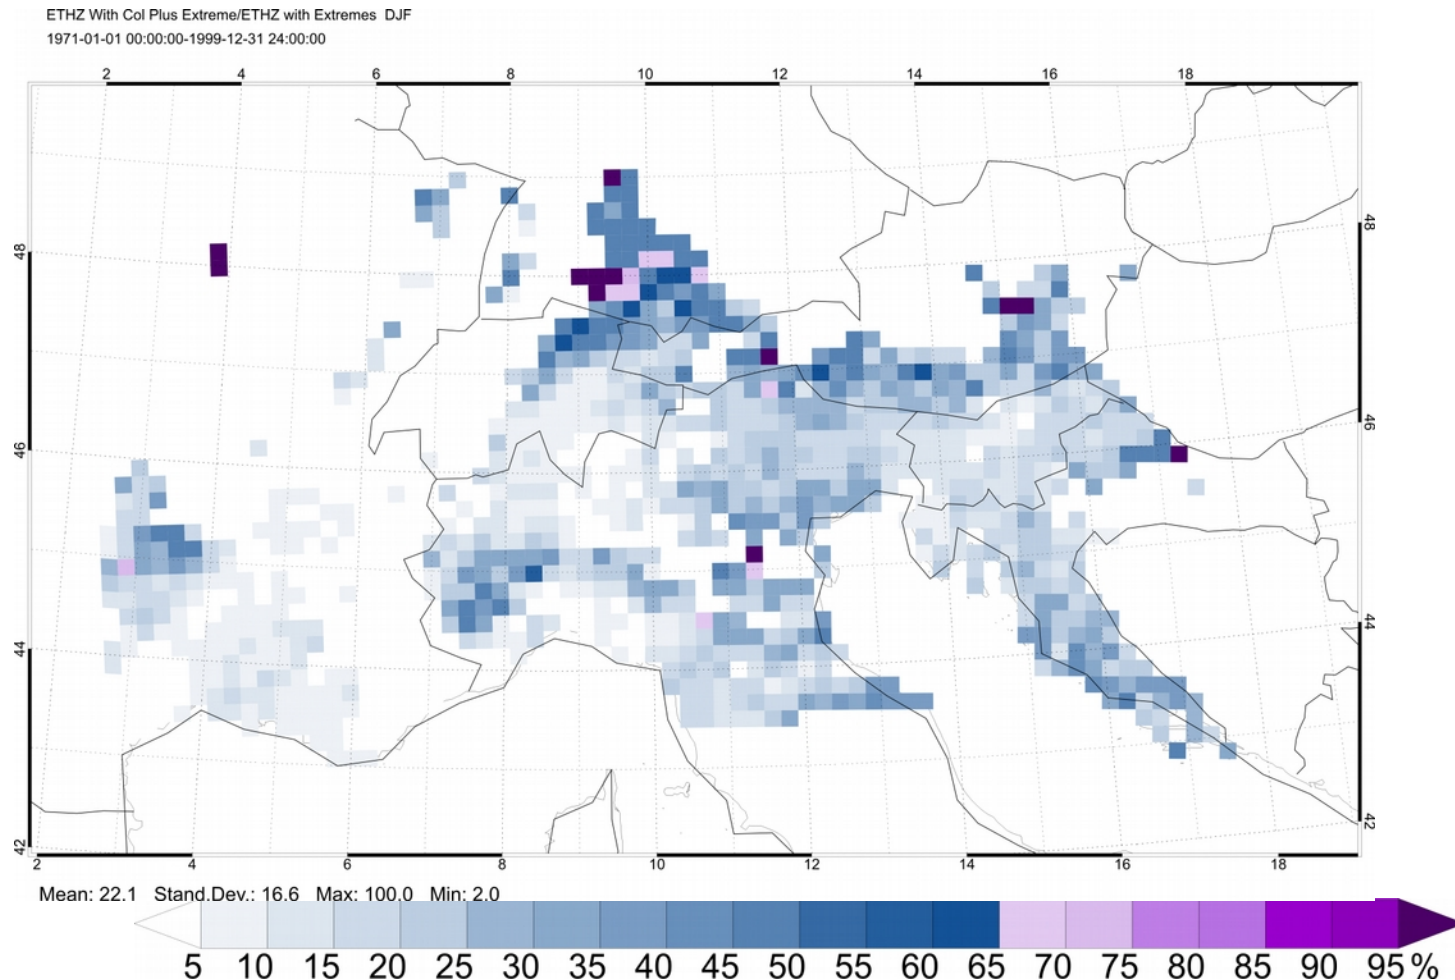 ETHZ With Col Plus Extreme/ETHZ with Extremes DJF
1971-01-01 00:00:00-1999-12-31 24:00:00
2 4 6 8 10 12 14 16 18
48 48
46 46
44 44
42 42
2 4 6 8 10 12 14 16 18
Mean: 22.1 Stand.Dev.: 16.6 Max: 100.0 Min: 2.0
5 10 15 20 25 30 35 40 45 50 55 60 65 70 75 80 85 90 95 %